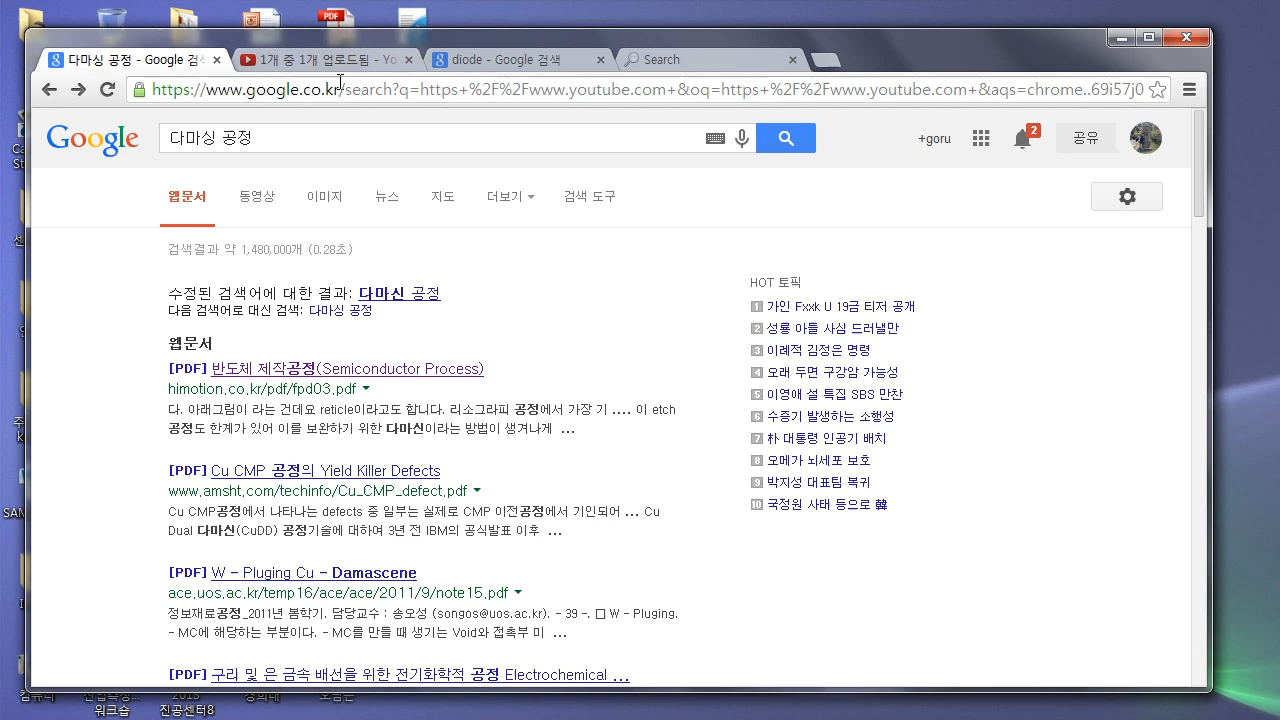 다마싱 공정 - Google 검색
1개 중 1개 업로드됨 - Yo
diode - Google 검색
Search
https://www.google.co.kr/search?q=https+%2F%2Fwww.youtube.com+&oq=https+%2F%2Fwww.youtube.com+&aqs=chrome..69i57j0
Google
다마싱 공정
+goru
2
공유
웹문서 동영상 이미지 뉴스 지도 더보기 검색 도구
검색결과 약 1,480,000개 (0.28초)
수정된 검색어에 대한 결과: 다마신 공정
다음 검색어로 대신 검색: 다마싱 공정
웹문서
[PDF] 반도체 제작공정(Semiconductor Process)
himotion.co.kr/pdf/fpd03.pdf
다. 아래그림이 라는 건데요 reticle이라고도 합니다. 리소그라피 공정에서 가장 기 .... 이 etch
공정도 한계가 있어 이를 보완하기 위한 다마신이라는 방법이 생겨나게 ...
[PDF] Cu CMP 공정의 Yield Killer Defects
www.amsht.com/techinfo/Cu_CMP_defect.pdf
Cu CMP공정에서 나타나는 defects 중 일부는 실제로 CMP 이전공정에서 기인되어 ... Cu
Dual 다마신(CuDD) 공정기술에 대하여 3년 전 IBM의 공식발표 이후 ...
[PDF] W - Pluging Cu - Damascene
ace.uos.ac.kr/temp16/ace/ace/2011/9/note15.pdf
정보재료공정_2011년 봄학기. 담당교수 : 송오성 (songos@uos.ac.kr). - 39 -. □ W - Pluging.
- MC에 해당하는 부분이다. - MC를 만들 때 생기는 Void와 접촉부 미 ...
[PDF] 구리 및 은 금속 배선을 위한 전기화학적 공정 Electrochemical ...
HOT 토픽
1 가인 Fxxk U 19금 티저 공개
2 성룡 아들 사심 드러낼만
3 이례적 김정은 명령
4 오래 두면 구강암 가능성
5 이영애 설 특집 SBS 만찬
6 수증기 발생하는 소행성
7 朴 대통령 인공기 배치
8 오메가 뇌세포 보호
9 박지성 대표팀 복귀
10 국정원 사태 등으로 韓
PDF
컴퓨터
워크숍
진공센터8